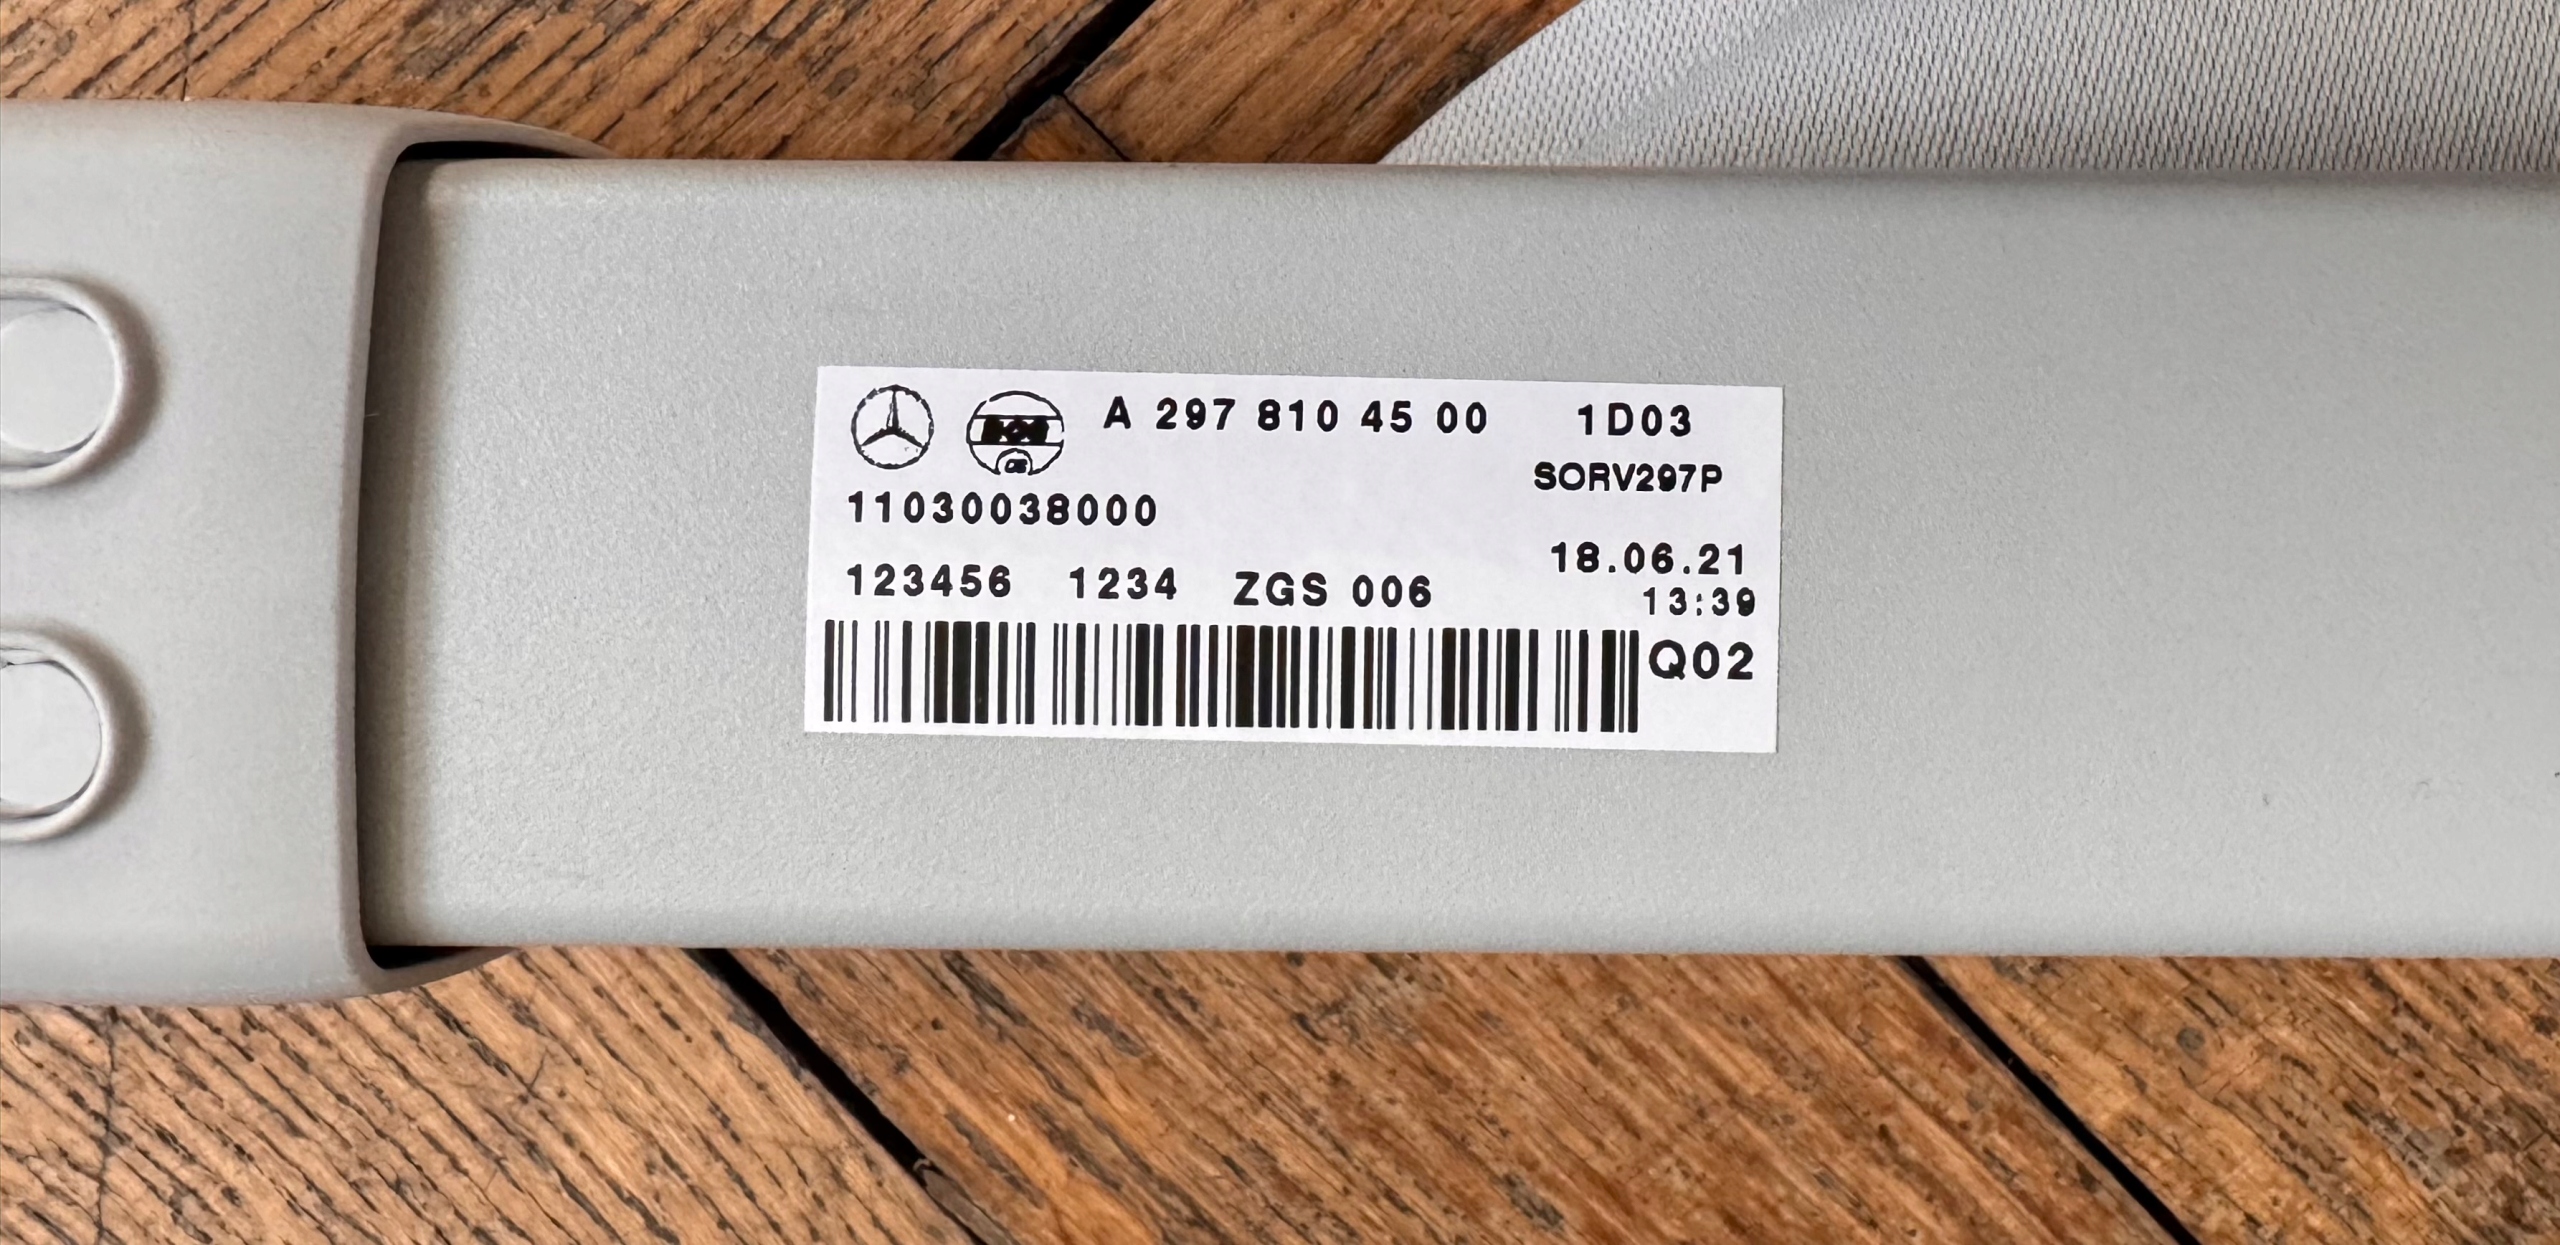 A 297 810 45 00 1D03
SORV297P
11030038000
18.06.21
123456 1234 ZGS 006
13:39
Q02